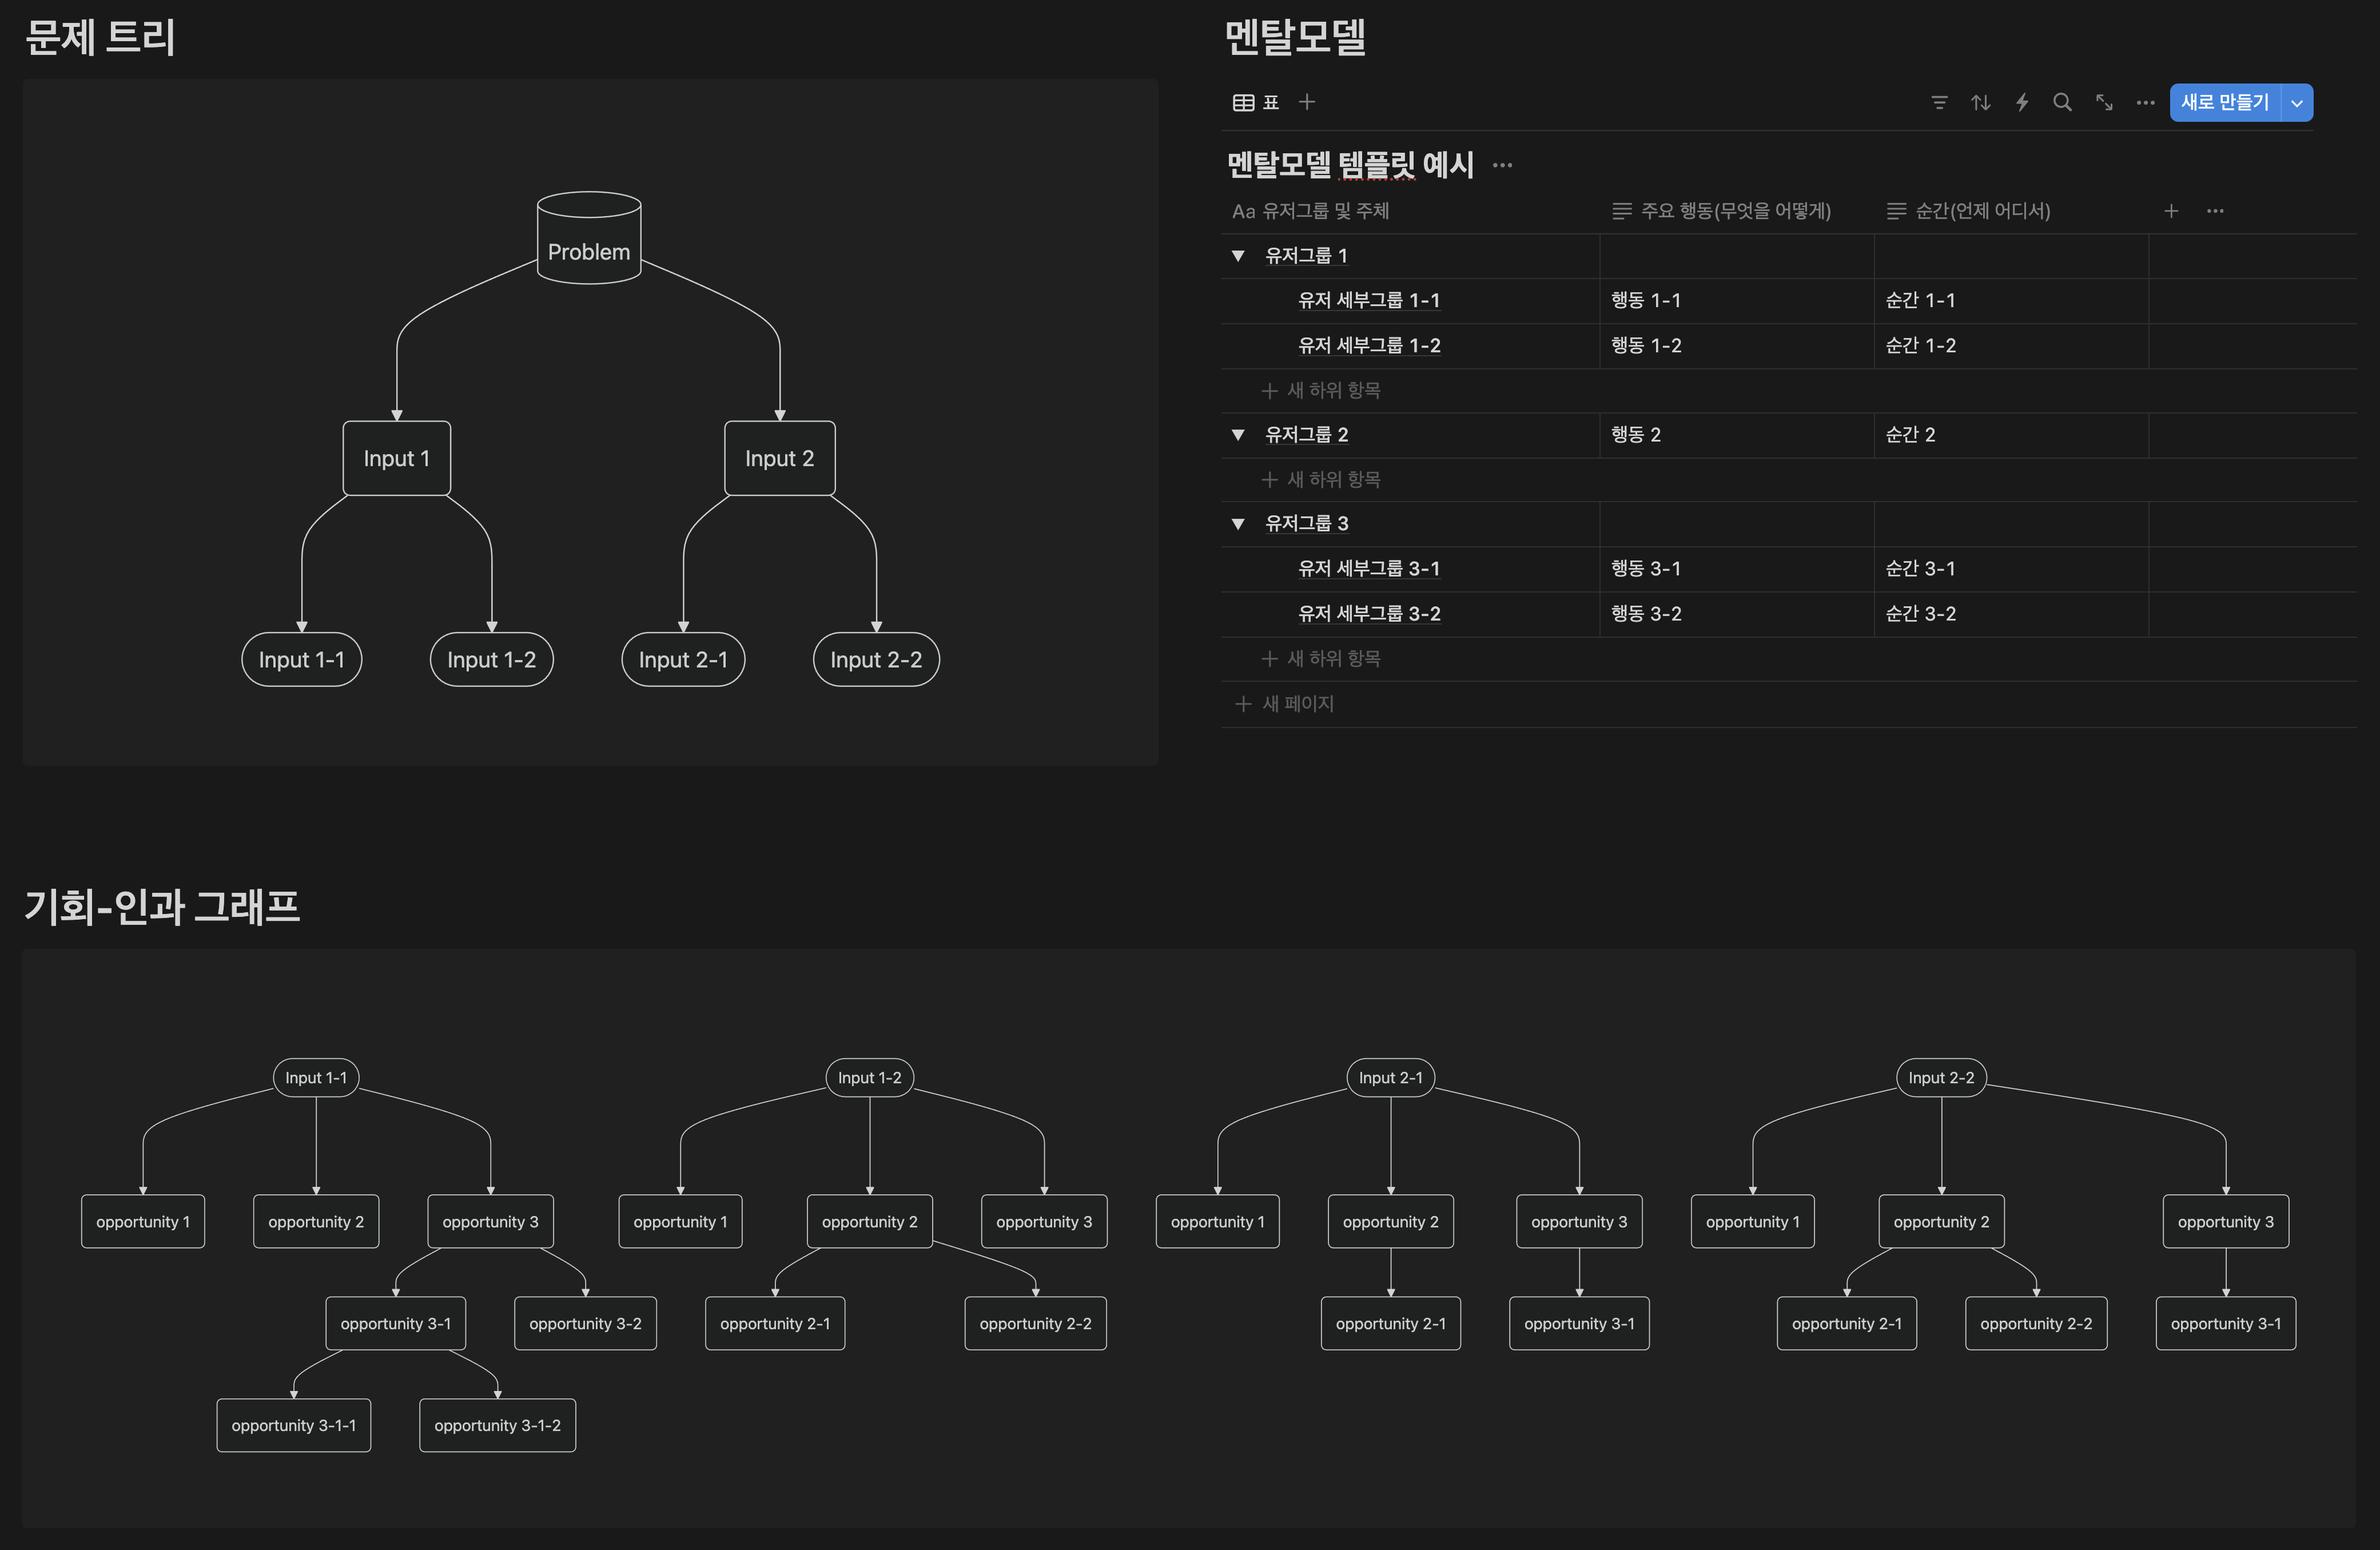 문제 트리
Problem
Input 1
Input 2
Input 1-1
Input 1-2
Input 2-1
Input 2-2
멘탈모델
표
새로 만들기
멘탈모델 템플릿 예시 ···
Aa 유저그룹 및 주체 주요 행동(무엇을 어떻게) 순간(언제 어디서)
유저그룹 1
유저 세부그룹 1-1 행동 1-1 순간 1-1
유저 세부그룹 1-2 행동 1-2 순간 1-2
+ 새 하위 항목
유저그룹 2 행동 2 순간 2
+ 새 하위 항목
유저그룹 3
유저 세부그룹 3-1 행동 3-1 순간 3-1
유저 세부그룹 3-2 행동 3-2 순간 3-2
+ 새 하위 항목
+ 새 페이지
기회-인과 그래프
Input 1-1 Input 1-2 Input 2-1 Input 2-2
opportunity 1 opportunity 2 opportunity 3 opportunity 1 opportunity 2 opportunity 3 opportunity 1 opportunity 2 opportunity 3 opportunity 1 opportunity 2 opportunity 3
opportunity 3-1 opportunity 3-2 opportunity 2-1 opportunity 2-2 opportunity 2-1 opportunity 3-1 opportunity 2-1 opportunity 2-2 opportunity 3-1
opportunity 3-1-1 opportunity 3-1-2